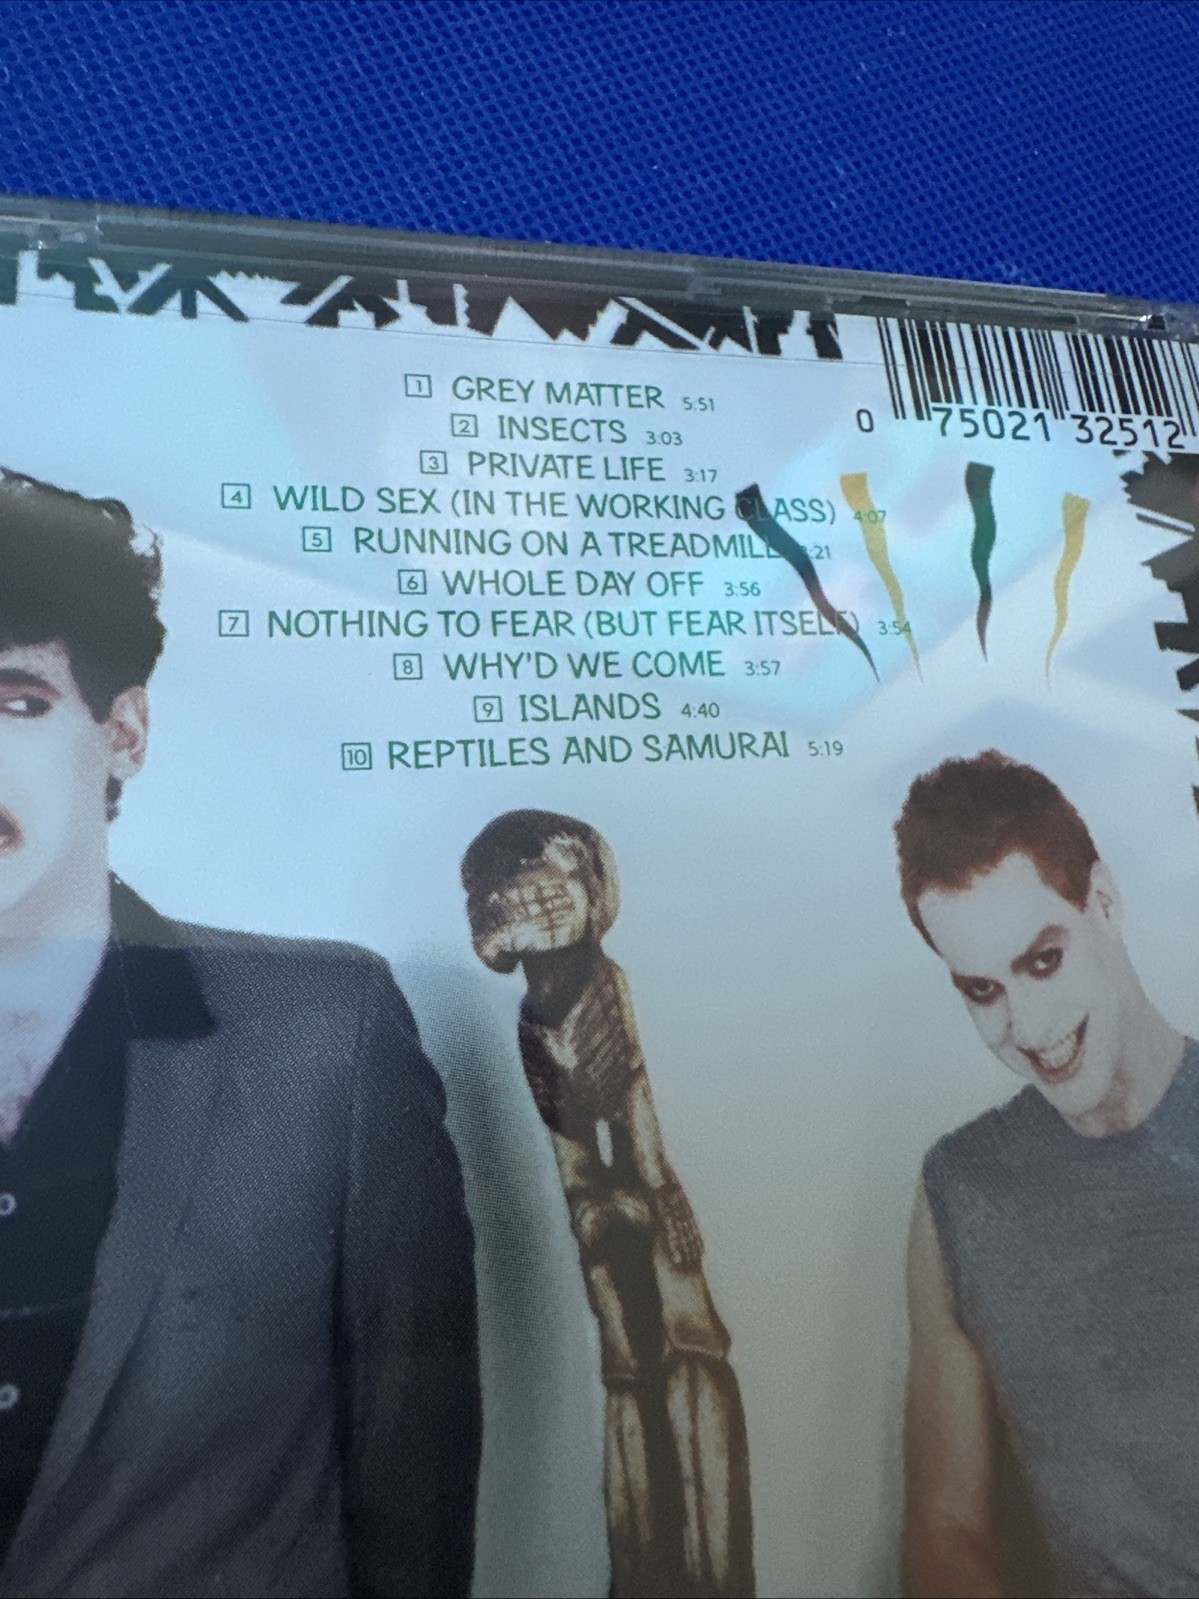 1 GREY MATTER 5:51
2 INSECTS 3:03
3 PRIVATE LIFE 3:17
4 WILD SEX (IN THE WORKING CLASS) 4:07
5 RUNNING ON A TREADMILL :21
6 WHOLE DAY OFF 3:56
7 NOTHING TO FEAR (BUT FEAR ITSELF) 3:54
8 WHY'D WE COME 3:57
9 ISLANDS 4:40
10 REPTILES AND SAMURAI 5:19
0 75021 32512